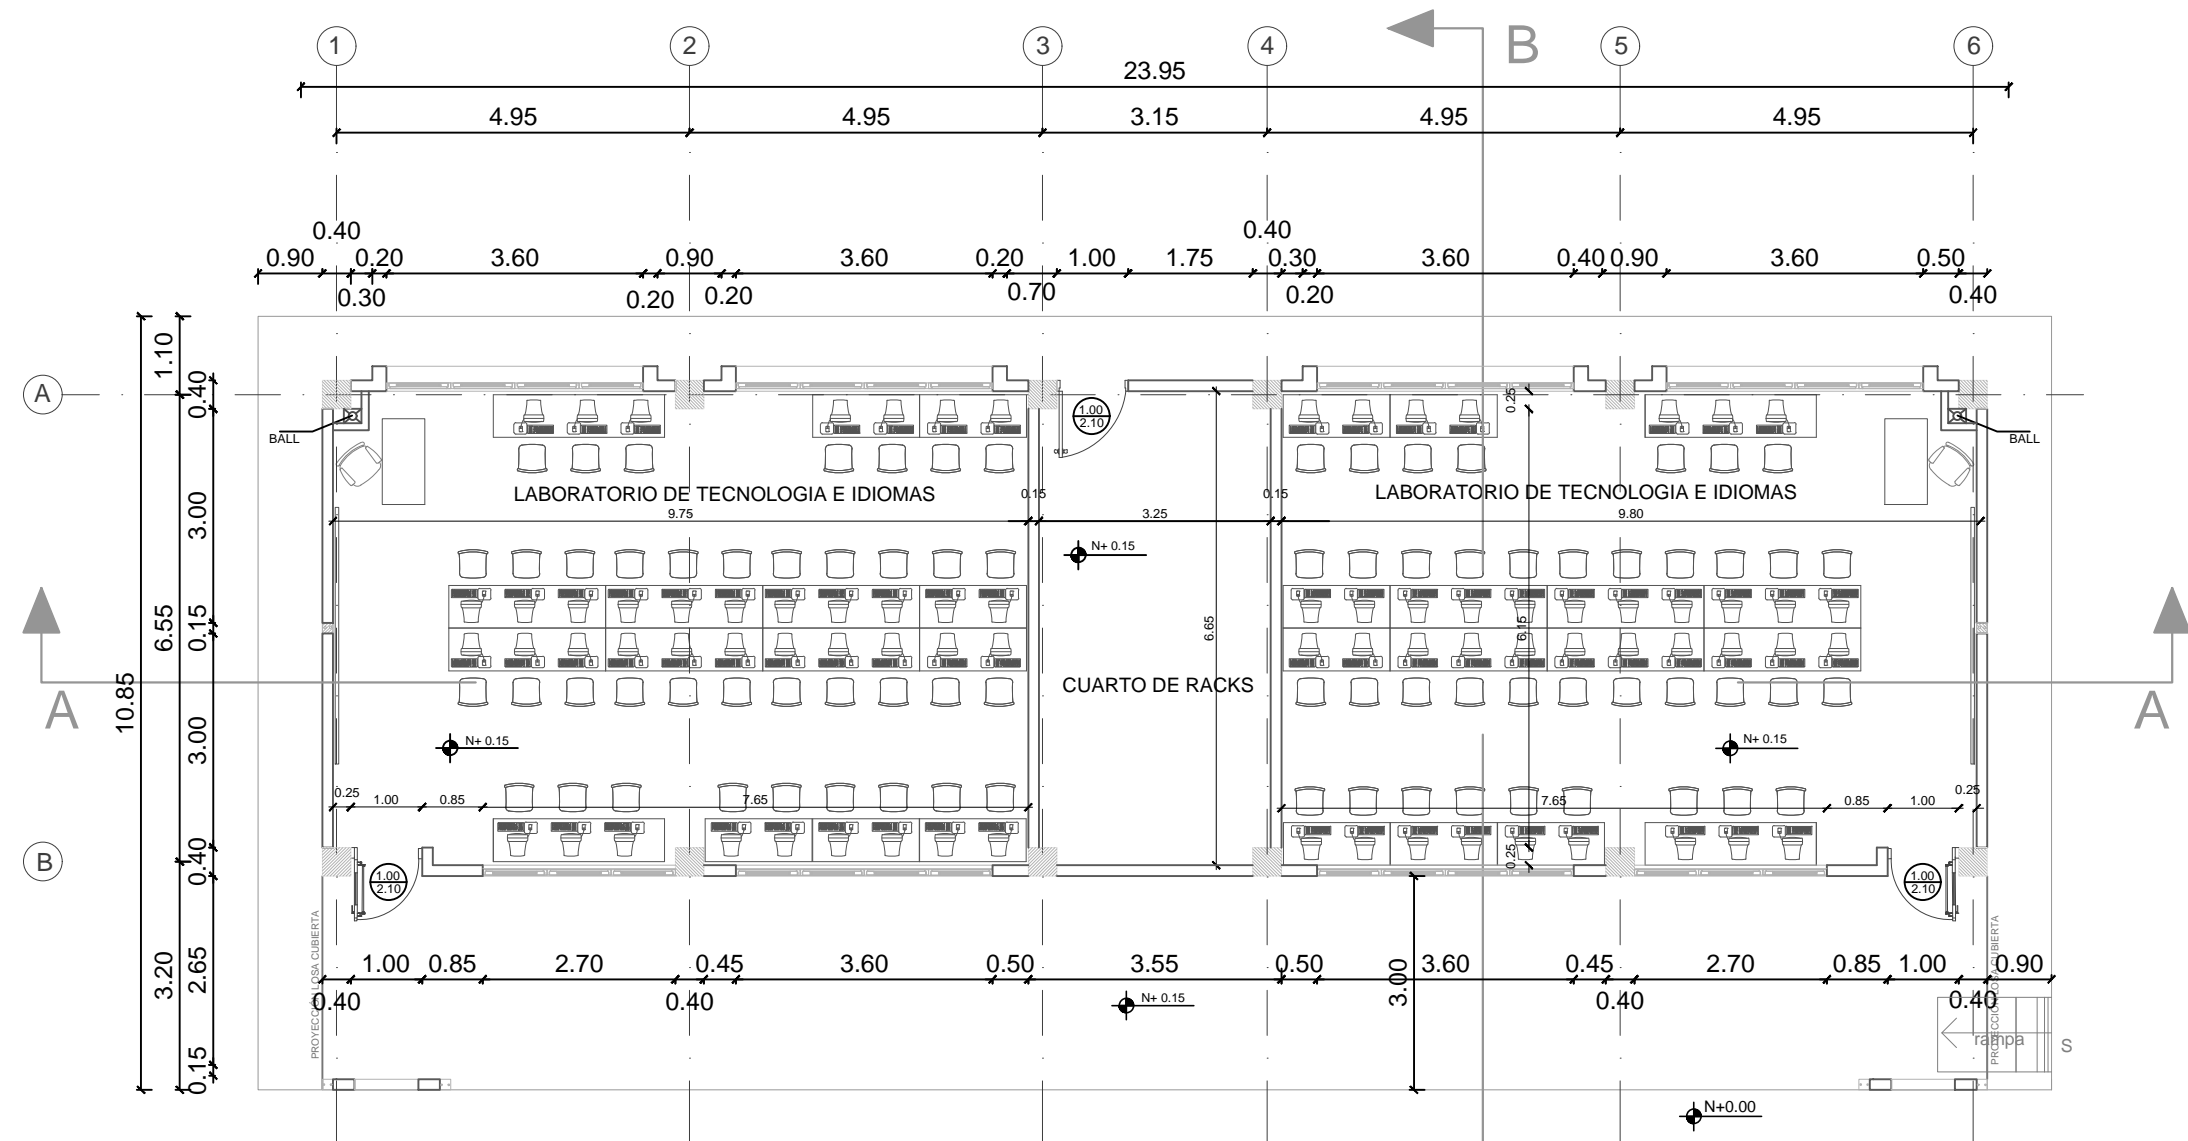 1 2 3 4 B 5 6
23.95
4.95 4.95 3.15 4.95 4.95
0.40 0.40
0.90 0.20 3.60 0.90 3.60 0.20 1.00 1.75 0.30 3.60 0.40 0.90 3.60 0.50
0.30 0.20 0.20 0.70 0.20 0.40
1.10
0.40
A
1.00
2.10
0.25
BALL
BALL
LABORATORIO DE TECNOLOGIA E IDIOMAS
0.15
0.15
LABORATORIO DE TECNOLOGIA E IDIOMAS
9.75 3.25 9.80
3.00
N+ 0.15
6.55
0.15
6.65
6.15
10.85
CUARTO DE RACKS
A
A
3.00
N+ 0.15
N+ 0.15
0.25 1.00 0.85 7.65
7.65 0.85 1.00 0.25
B
0.40
0.25
1.00
2.10
1.00
2.10
PROYECCIÓN LOSA CUBIERTA
PROYECCIÓN LOSA CUBIERTA
3.20
2.65
1.00 0.85 2.70 0.45 3.60 0.50 3.55 0.50 3.60 0.45 2.70 0.85 1.00 0.90
0.40 0.40 0.40 0.40
3.00
N+ 0.15
rampa
S
0.15
N+0.00